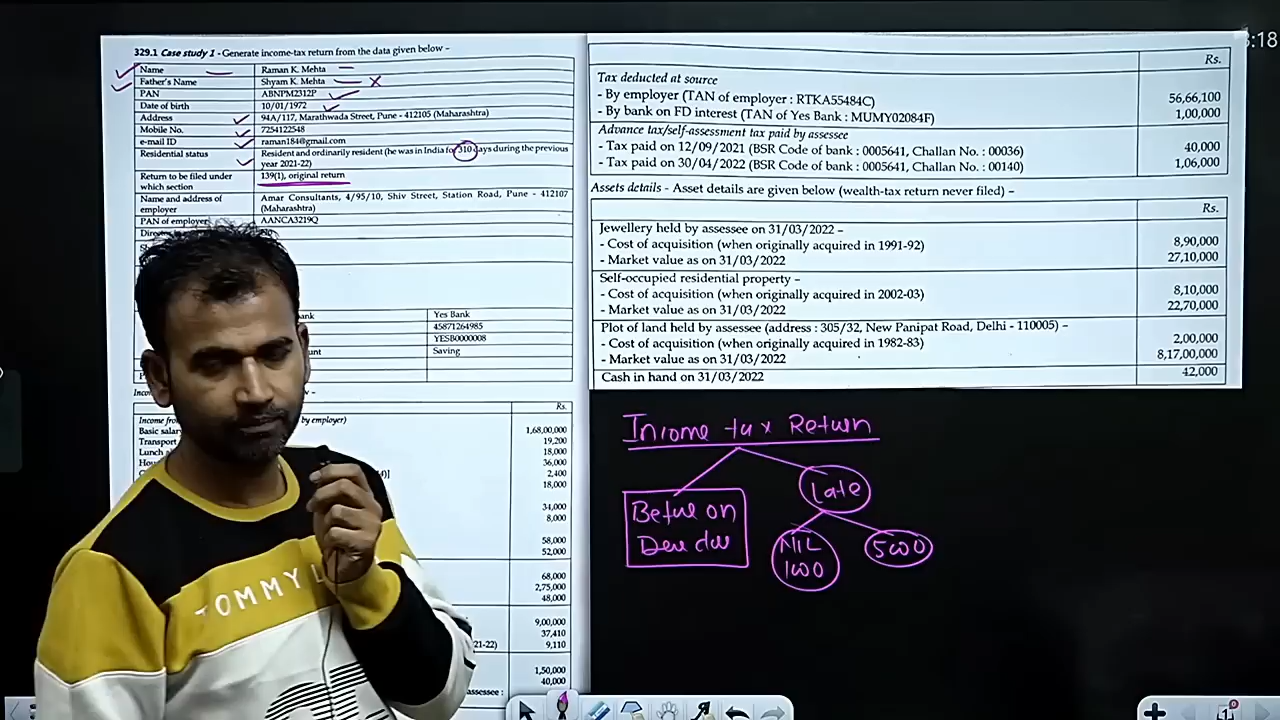 329.1 Case study 1 - Generate income-tax return from the data given below –
Name Raman K. Mehta
Father's Name Shyam K. Mehta
PAN ABNPM2312P
Date of birth 10/01/1972
Address 94A/117, Marathwada Street, Pune - 412105 (Maharashtra)
Mobile No. 7254122548
e-mail ID raman184@gmail.com
Residential status Resident and ordinarily resident (he was in India for 310 days during the previous
year 2021-22)
Return to be filed under 139(1), original return
which section
Name and address of Amar Consultants, 4/95/10, Shiv Street, Station Road, Pune - 412107
employer (Maharashtra)
PAN of employer AANCA3219Q
Yes Bank
45871264985
YESB0000008
Saving
Rs.
by employer)
Basic salary 1,68,00,000
Transport 19,200
Lunch 18,000
36,000
2,400
18,000
34,000
8,000
58,000
52,000
68,000
2,75,000
48,000
9,00,000
37,410
21-22) 9,110
1,50,000
40,000
assessee :
:18
Rs.
Tax deducted at source
- By employer (TAN of employer : RTKA55484C) 56,66,100
- By bank on FD interest (TAN of Yes Bank : MUMY02084F) 1,00,000
Advance tax/self-assessment tax paid by assessee
- Tax paid on 12/09/2021 (BSR Code of bank : 0005641, Challan No. : 00036) 40,000
- Tax paid on 30/04/2022 (BSR Code of bank : 0005641, Challan No. : 00140) 1,06,000
Assets details - Asset details are given below (wealth-tax return never filed) –
Rs.
Jewellery held by assessee on 31/03/2022 –
- Cost of acquisition (when originally acquired in 1991-92) 8,90,000
- Market value as on 31/03/2022 27,10,000
Self-occupied residential property –
- Cost of acquisition (when originally acquired in 2002-03) 8,10,000
- Market value as on 31/03/2022 22,70,000
Plot of land held by assessee (address : 305/32, New Panipat Road, Delhi - 110005) –
- Cost of acquisition (when originally acquired in 1982-83) 2,00,000
- Market value as on 31/03/2022 8,17,00,000
Cash in hand on 31/03/2022 42,000
Income tax Return
late
NIL
1000
5000
TOMMY